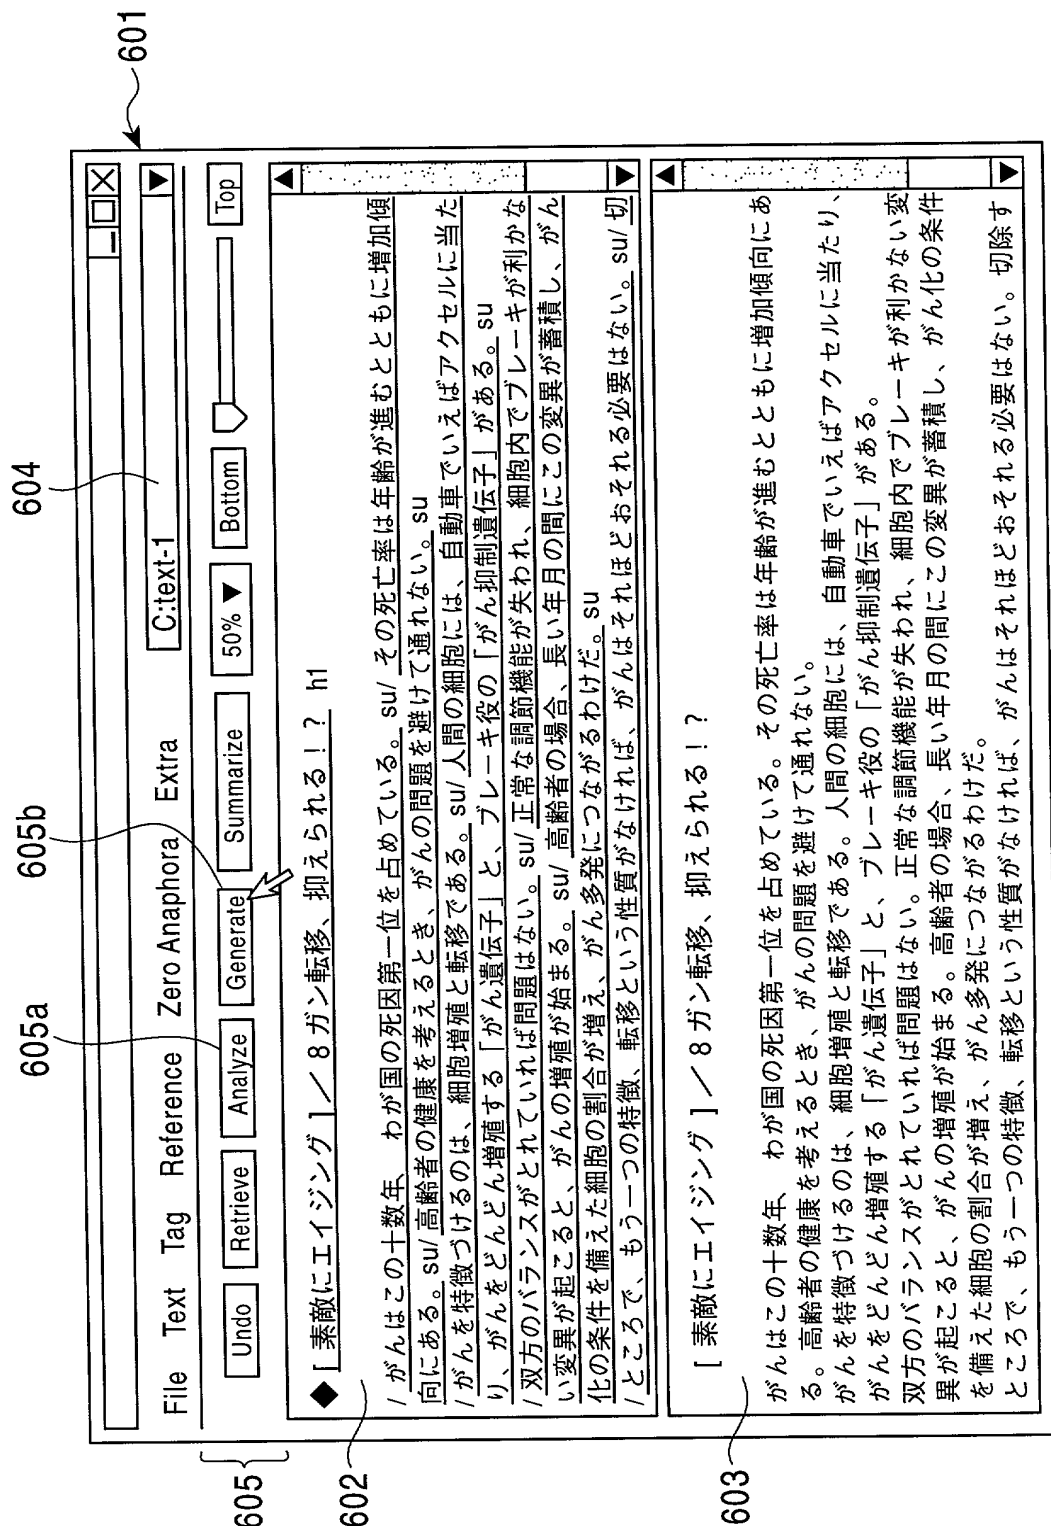 601
604
605b
605a
605
602
603
File Text Tag Reference Zero Anaphora Extra
C:text-1
Undo Retrieve Analyze Generate Summarize 50% ▼ Bottom Top
◆[ 素敵にエイジング ]／８ガン転移、抑えられる！？ h1
/ がんはこの十数年、 わが国の死因第一位を占めている。su/ その死亡率は年齢が進むとともに増加傾
向にある。su/ 高齢者の健康を考えるとき、がんの問題を避けて通れない。su
/ がんを特徴づけるのは、細胞増殖と転移である。su/ 人間の細胞には、自動車でいえばアクセルに当た
り、がんをどんどん増殖する「がん遺伝子」と、ブレーキ役の「がん抑制遺伝子」がある。su
/ 双方のバランスがとれていれば問題はない。su/ 正常な調節機能が失われ、細胞内でブレーキが利かな
い変異が起こると、がんの増殖が始まる。su/ 高齢者の場合、長い年月の間にこの変異が蓄積し、がん
化の条件を備えた細胞の割合が増え、がん多発につながるわけだ。su
/ ところで、もう一つの特徴、転移という性質がなければ、がんはそれほどおそれる必要はない。su/ 切
[ 素敵にエイジング ]／８ガン転移、抑えられる！？
がんはこの十数年、 わが国の死因第一位を占めている。その死亡率は年齢が進むとともに増加傾向にあ
る。高齢者の健康を考えるとき、がんの問題を避けて通れない。
がんを特徴づけるのは、細胞増殖と転移である。人間の細胞には、自動車でいえばアクセルに当たり、
がんをどんどん増殖する「がん遺伝子」と、ブレーキ役の「がん抑制遺伝子」がある。
双方のバランスがとれていれば問題はない。正常な調節機能が失われ、細胞内でブレーキが利かない変
異が起こると、がんの増殖が始まる。高齢者の場合、長い年月の間にこの変異が蓄積し、がん化の条件
を備えた細胞の割合が増え、がん多発につながるわけだ。
ところで、もう一つの特徴、転移という性質がなければ、がんはそれほどおそれる必要はない。切除す